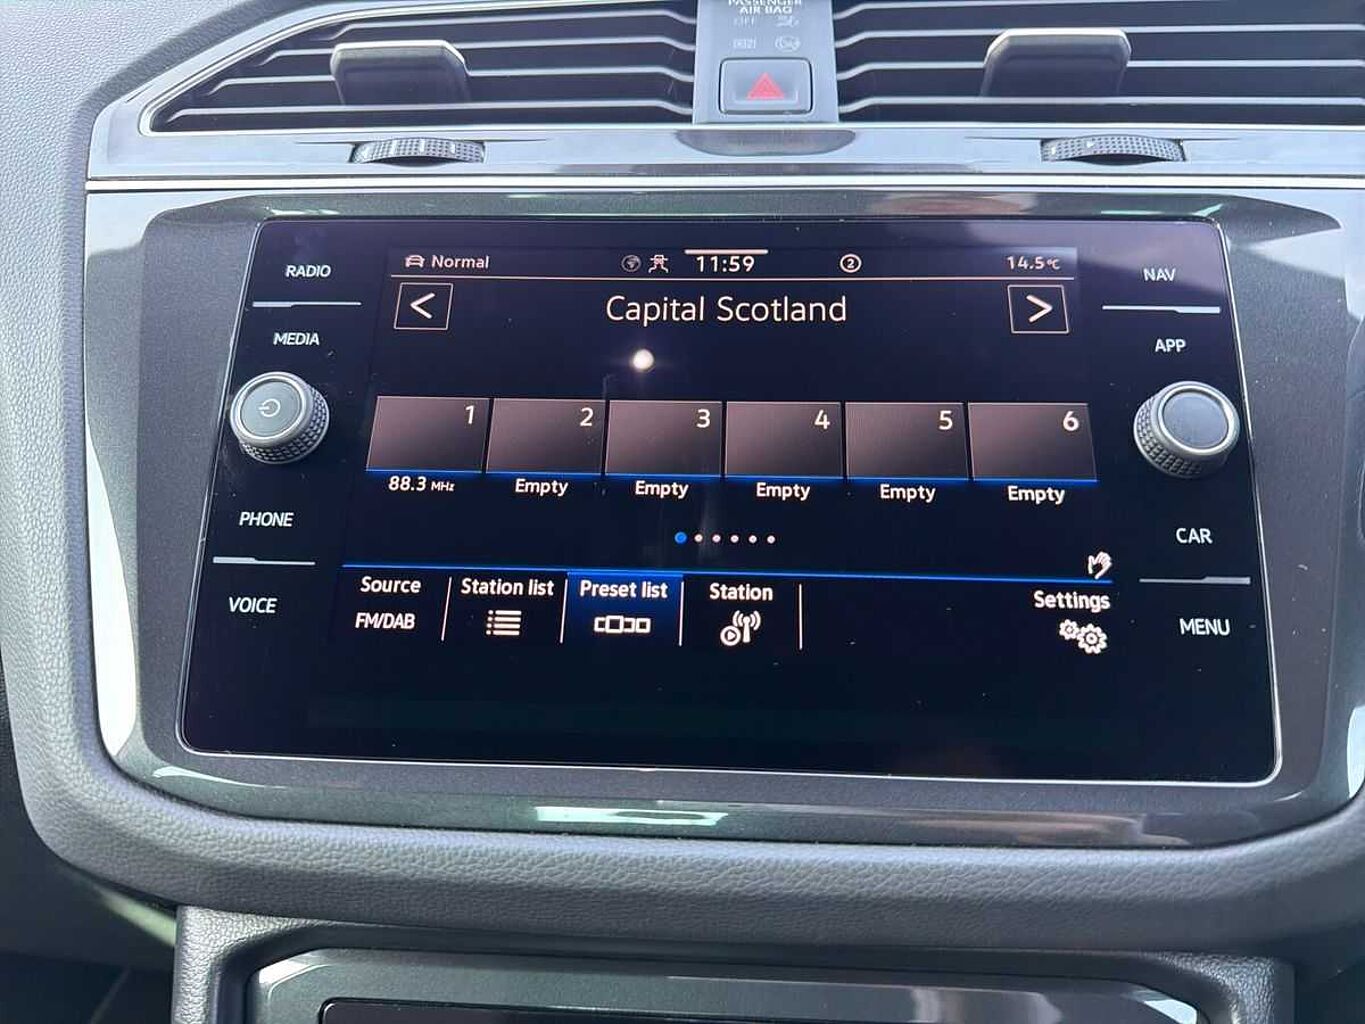 PASSENGER
AIR BAG
OFF
RADIO
MEDIA
PHONE
VOICE
Normal
11:59
2
14.5°C
Capital Scotland
1
2
3
4
5
6
88.3 MHz
Empty
Empty
Empty
Empty
Empty
Source
FM/DAB
Station list
Preset list
Station
Settings
NAV
APP
CAR
MENU